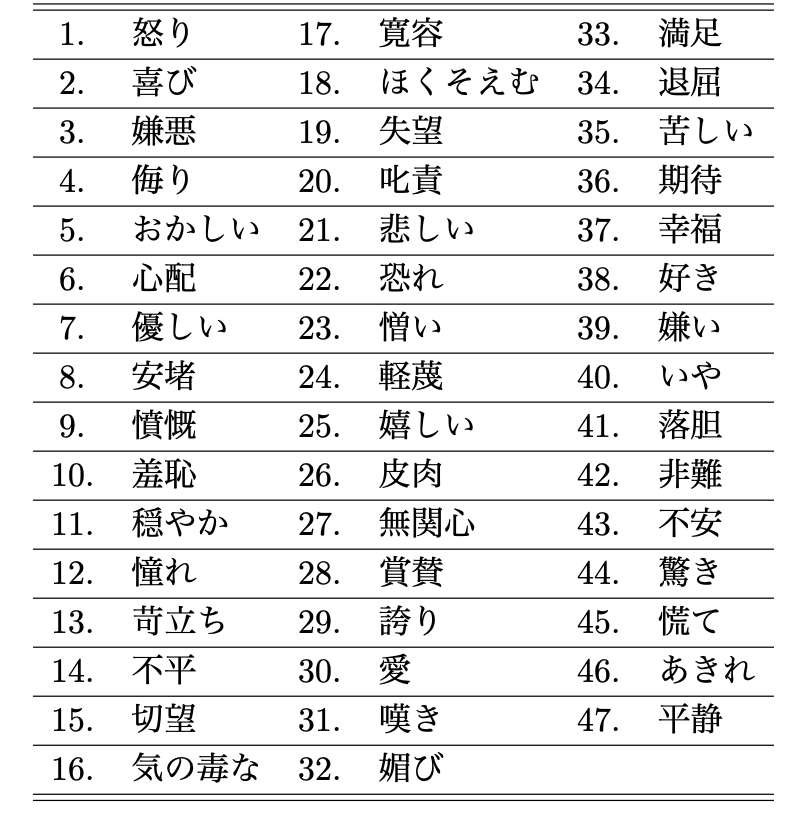 1. 怒り 17. 寛容 33. 満足
2. 喜び 18. ほくそえむ 34. 退屈
3. 嫌悪 19. 失望 35. 苦しい
4. 侮り 20. 叱責 36. 期待
5. おかしい 21. 悲しい 37. 幸福
6. 心配 22. 恐れ 38. 好き
7. 優しい 23. 憎い 39. 嫌い
8. 安堵 24. 軽蔑 40. いや
9. 憤慨 25. 嬉しい 41. 落胆
10. 羞恥 26. 皮肉 42. 非難
11. 穏やか 27. 無関心 43. 不安
12. 憧れ 28. 賞賛 44. 驚き
13. 苛立ち 29. 誇り 45. 慌て
14. 不平 30. 愛 46. あきれ
15. 切望 31. 嘆き 47. 平静
16. 気の毒な 32. 媚び